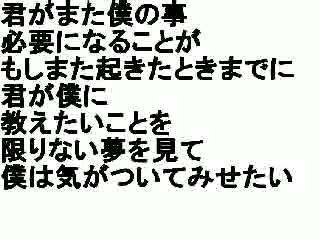 君がまた僕の事
必要になることが
もしまた起きたときまでに
君が僕に
教えたいことを
限りない夢を見て
僕は気がついてみせたい